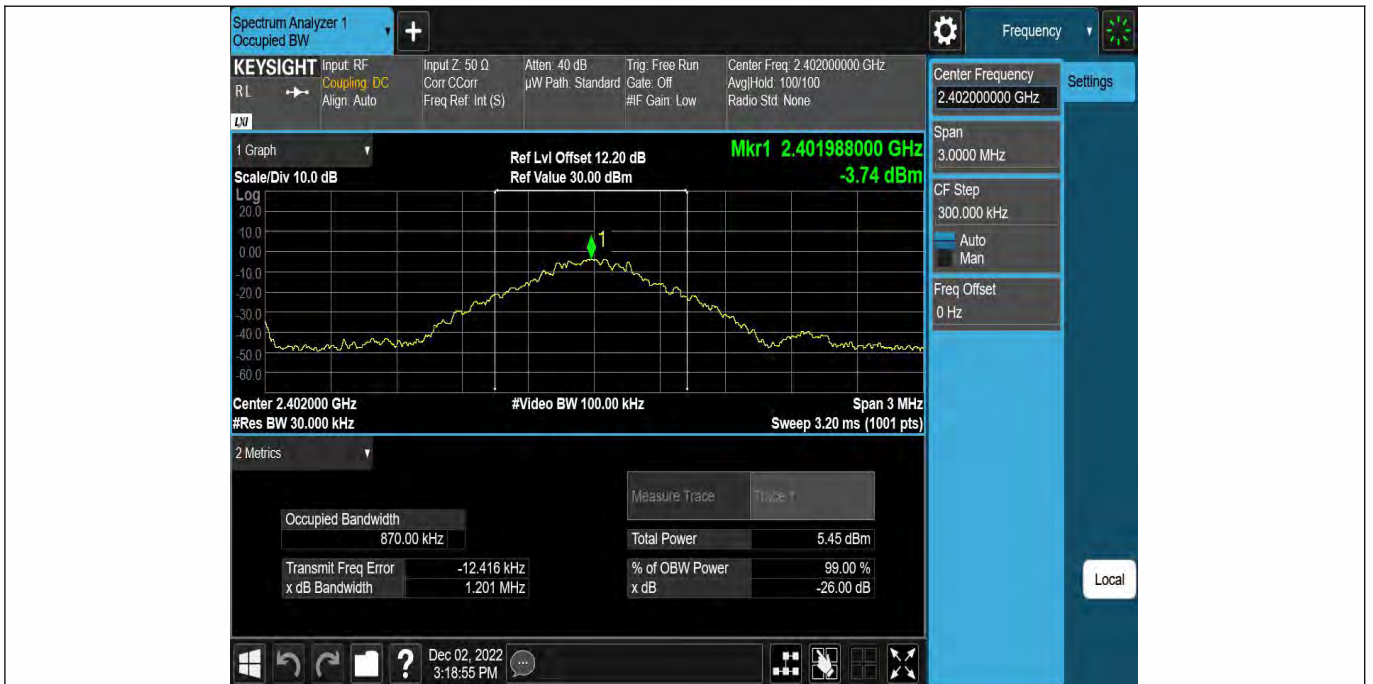 Spectrum Analyzer 1
Occupied BW
+
Frequency
KEYSIGHT
RL
LXI
Input: RF
Coupling: DC
Align: Auto
Input Z: 50 Ω
Corr CCorr
Freq Ref: Int (S)
Atten: 40 dB
µW Path: Standard
Trig: Free Run
Gate: Off
#IF Gain: Low
Center Freq: 2.402000000 GHz
Avg|Hold: 100/100
Radio Std: None
Center Frequency
2.402000000 GHz
Settings
Span
3.0000 MHz
CF Step
300.000 kHz
Auto
Man
Freq Offset
0 Hz
Local
1 Graph
Scale/Div 10.0 dB
Ref Lvl Offset 12.20 dB
Ref Value 30.00 dBm
Mkr1 2.401988000 GHz
-3.74 dBm
Log
20.0
10.0
0.00
-10.0
-20.0
-30.0
-40.0
-50.0
-60.0
1
Center 2.402000 GHz
#Video BW 100.00 kHz
Span 3 MHz
#Res BW 30.000 kHz
Sweep 3.20 ms (1001 pts)
2 Metrics
Measure Trace
Trace 1
Occupied Bandwidth
870.00 kHz
Total Power
5.45 dBm
Transmit Freq Error
-12.416 kHz
% of OBW Power
99.00 %
x dB Bandwidth
1.201 MHz
x dB
-26.00 dB
?
Dec 02, 2022
3:18:55 PM